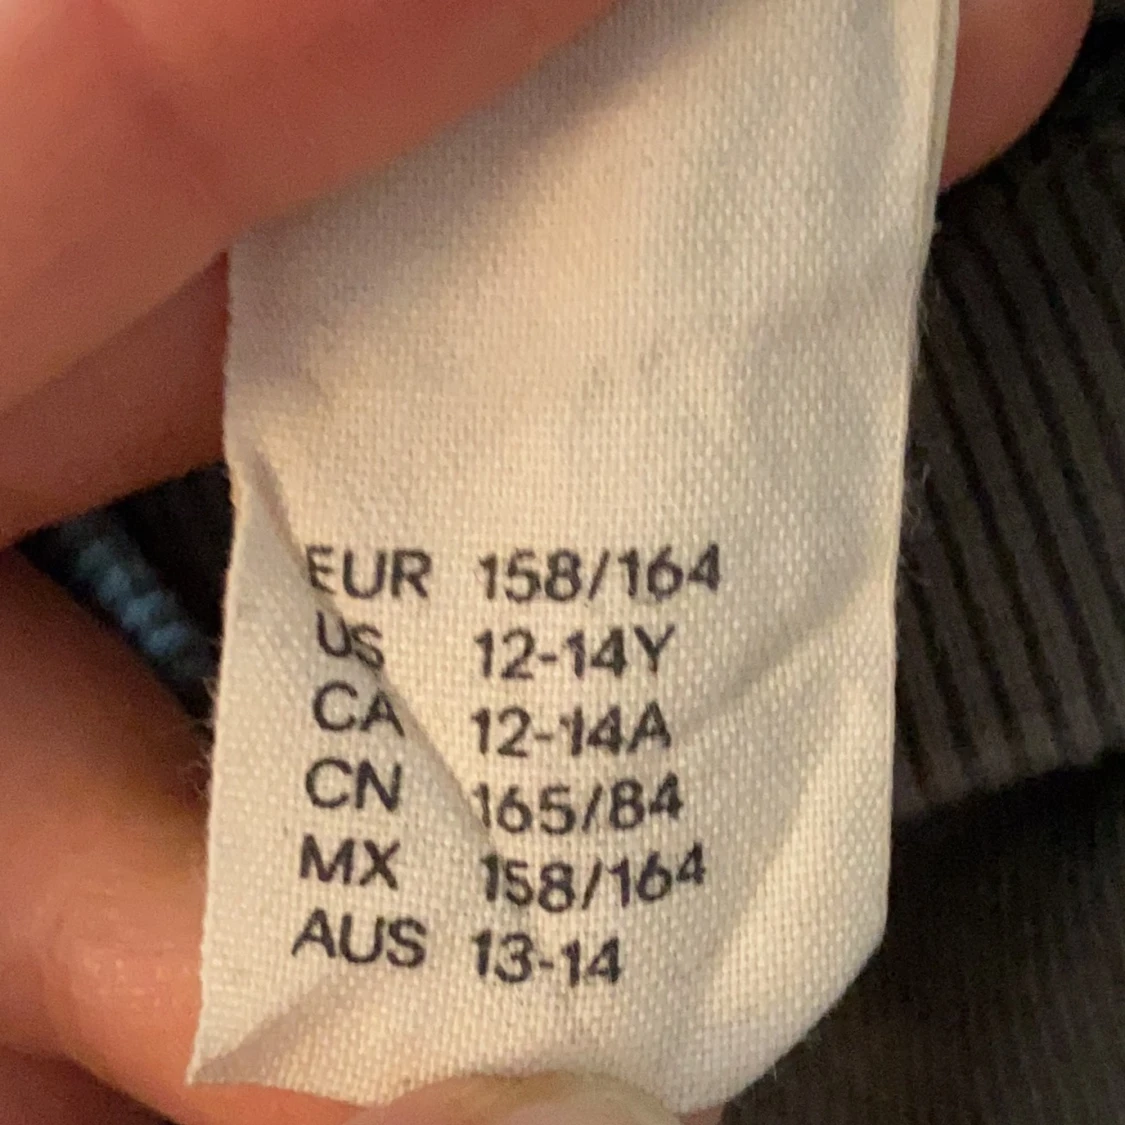 EUR 158/164
US 12-14Y
CA 12-14A
CN 165/84
MX 158/164
AUS 13-14